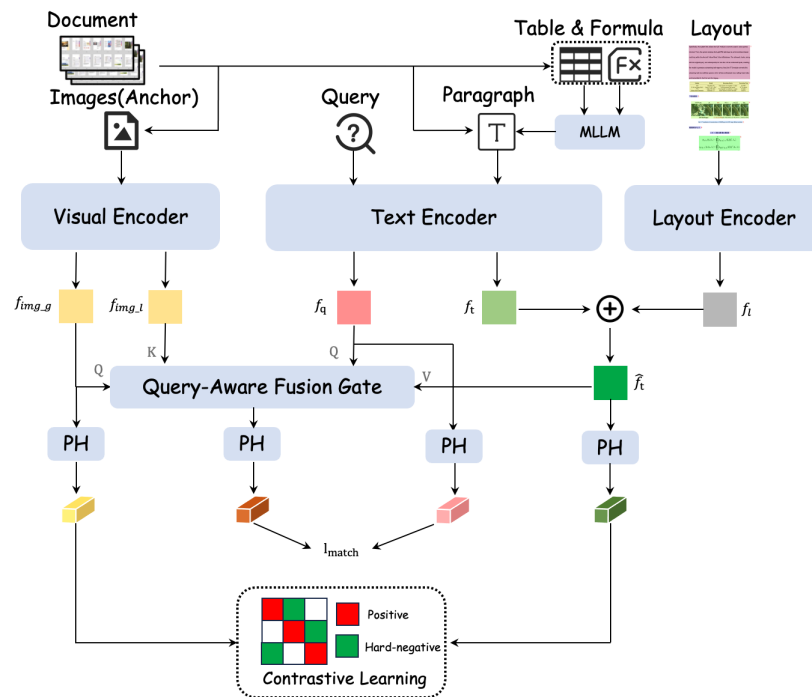 Document
Table & Formula
Layout
Fx
Images(Anchor)
Query
Paragraph
?
T
MLLM
Visual Encoder
Text Encoder
Layout Encoder
f_img_g
f_img_l
f_q
f_t
f_l
K
Q
Q
V
Query-Aware Fusion Gate
f̂_t
PH
PH
PH
PH
l_match
Positive
Hard-negative
Contrastive Learning